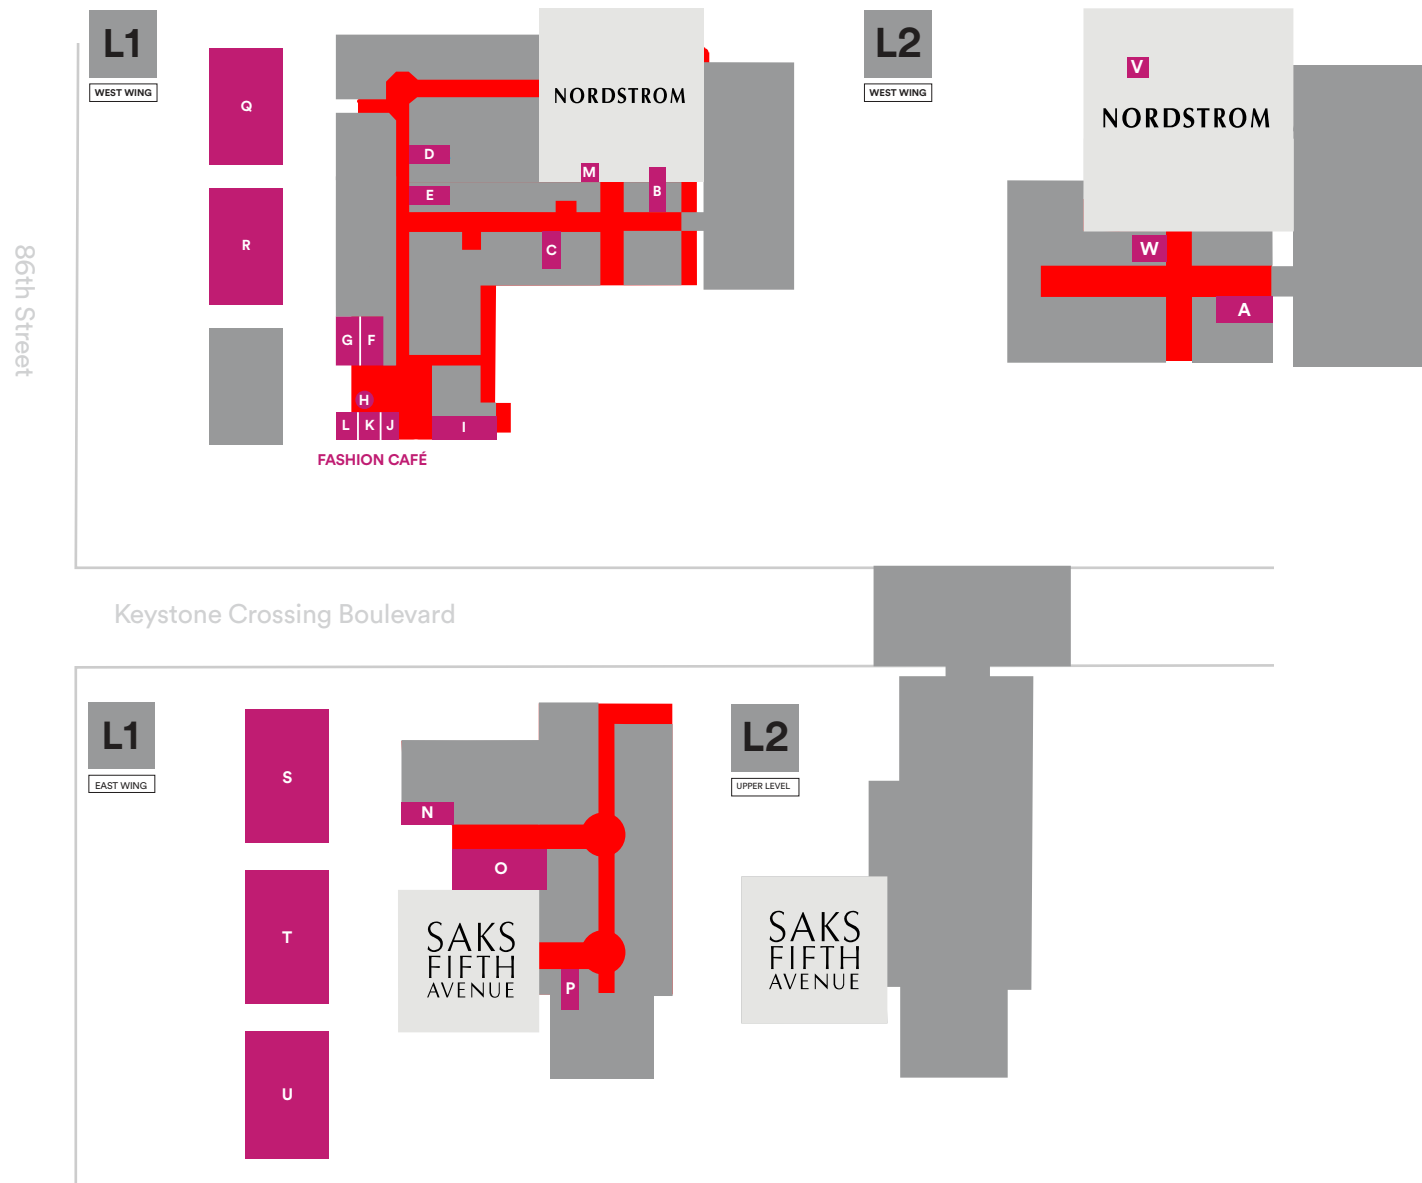 L1
WEST WING
Q
R
86th Street
NORDSTROM
D
M
E
B
C
G
F
H
L
K
J
I
FASHION CAFÉ
L2
WEST WING
V
NORDSTROM
W
A
Keystone Crossing Boulevard
L1
EAST WING
S
T
U
N
O
SAKS
FIFTH
AVENUE
P
L2
UPPER LEVEL
SAKS
FIFTH
AVENUE